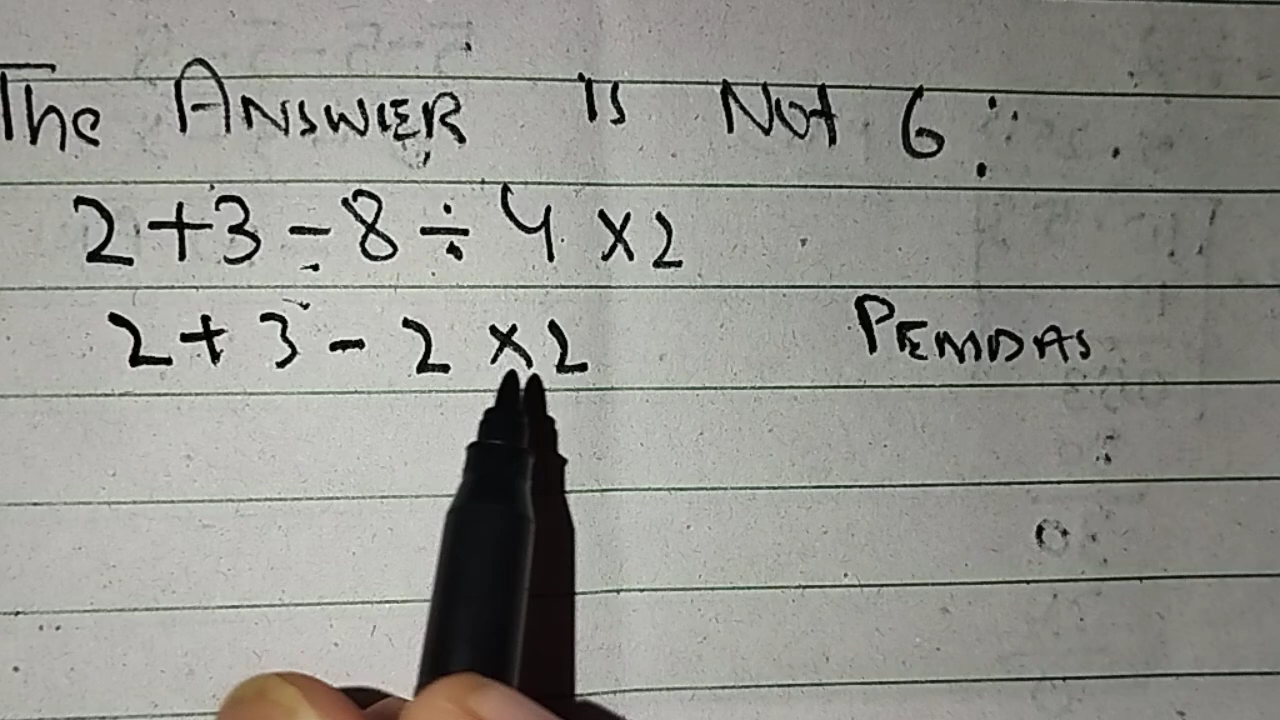 The ANSWER is Not 6.
2 + 3 - 8 ÷ 4 × 2
2 + 3 - 2 × 2
PEMDAS